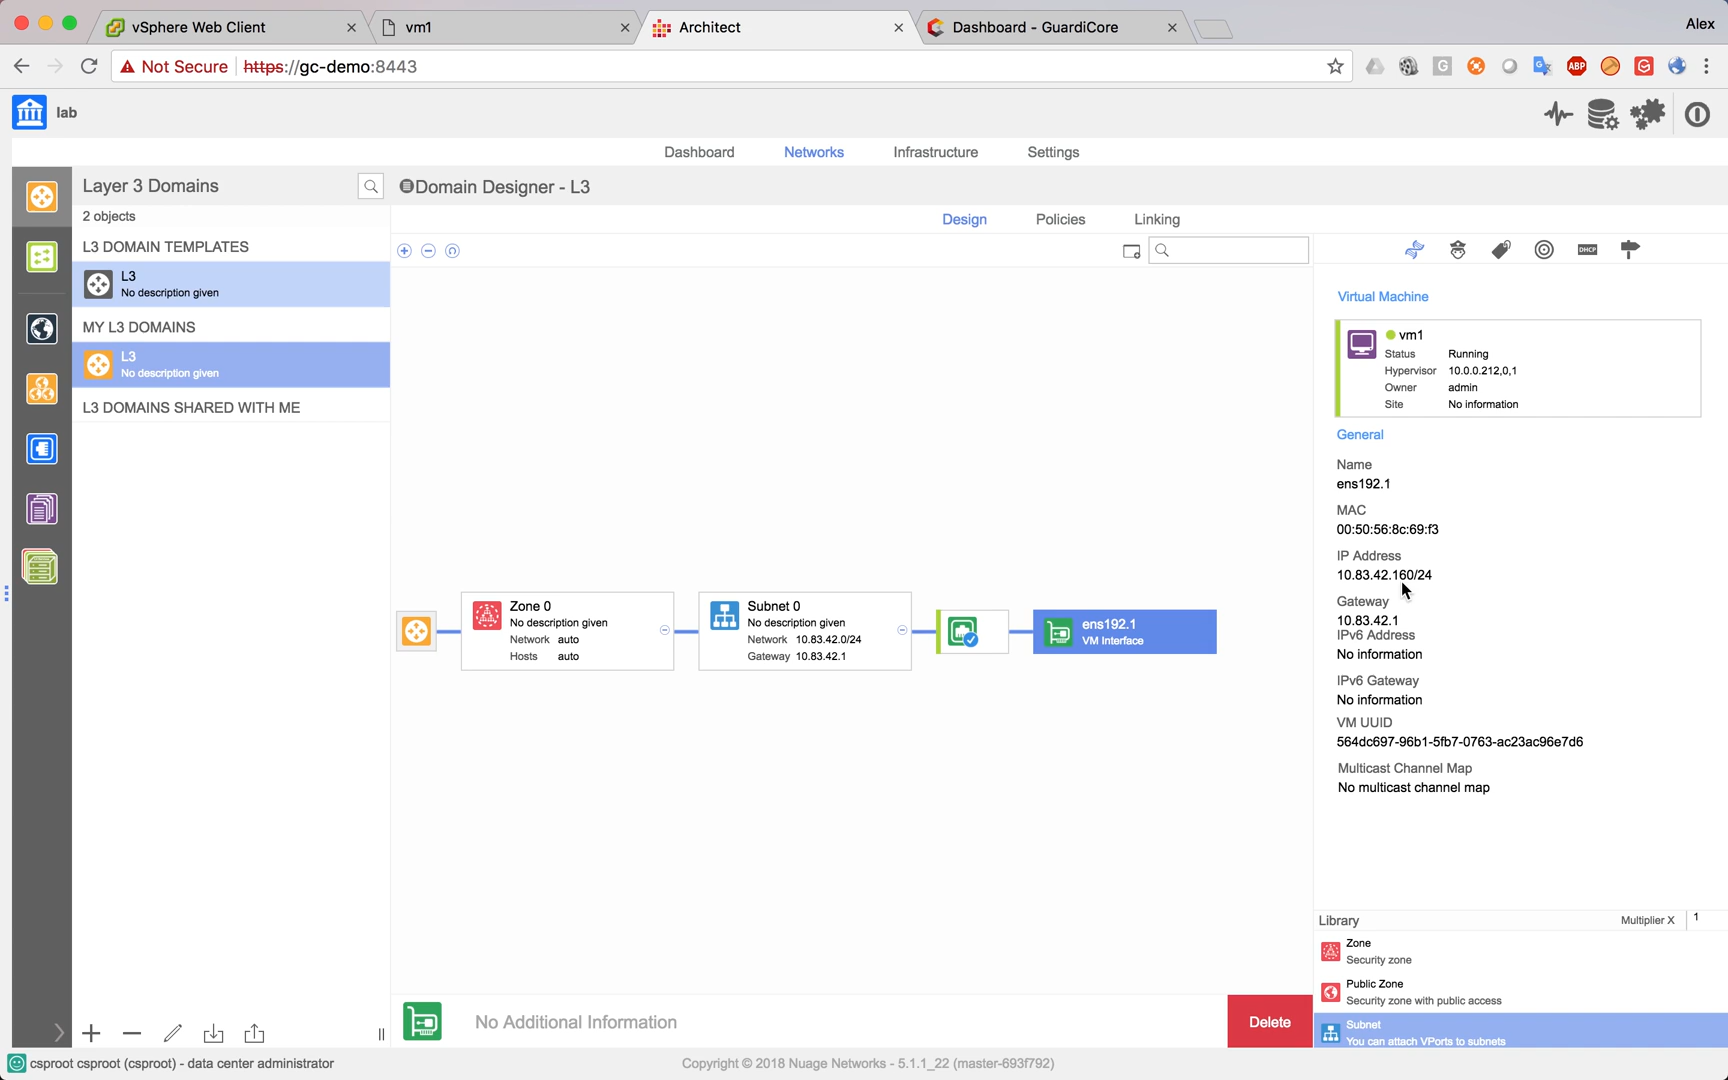 vSphere Web Client
vm1
Architect
Dashboard - GuardiCore
Alex
Not Secure
https://gc-demo:8443
G
ABP
lab
Dashboard
Networks
Infrastructure
Settings
Layer 3 Domains
Domain Designer - L3
2 objects
Design
Policies
Linking
L3 DOMAIN TEMPLATES
L3
No description given
MY L3 DOMAINS
L3
No description given
L3 DOMAINS SHARED WITH ME
DHCP
Zone 0
No description given
Network auto
Hosts auto
Subnet 0
No description given
Network 10.83.42.0/24
Gateway 10.83.42.1
ens192.1
VM Interface
Virtual Machine
vm1
Status Running
Hypervisor 10.0.0.212,0,1
Owner admin
Site No information
General
Name
ens192.1
MAC
00:50:56:8c:69:f3
IP Address
10.83.42.160/24
Gateway
10.83.42.1
IPv6 Address
No information
IPv6 Gateway
No information
VM UUID
564dc697-96b1-5fb7-0763-ac23ac96e7d6
Multicast Channel Map
No multicast channel map
Library
Multiplier X
1
Zone
Security zone
Public Zone
Security zone with public access
Subnet
You can attach VPorts to subnets
No Additional Information
Delete
csproot csproot (csproot) - data center administrator
Copyright © 2018 Nuage Networks - 5.1.1_22 (master-693f792)